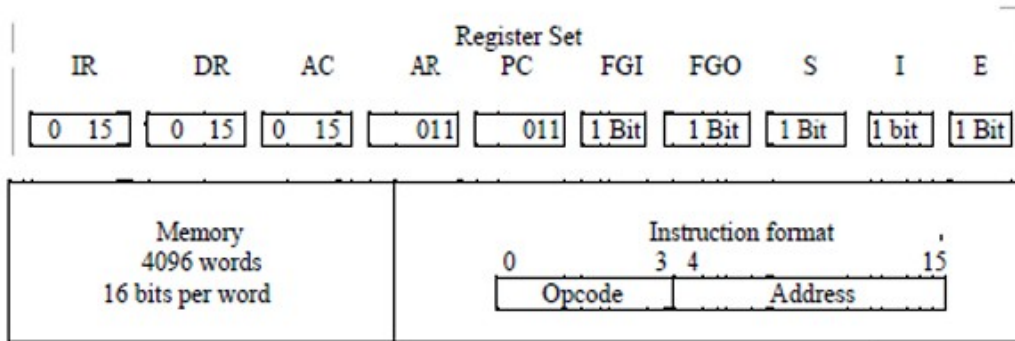 Register Set
IR DR AC AR PC FGI FGO S I E
0 15 0 15 0 15 011 011 1 Bit 1 Bit 1 Bit 1 bit 1 Bit
Memory
4096 words
16 bits per word
Instruction format
0 3 4 15
Opcode Address